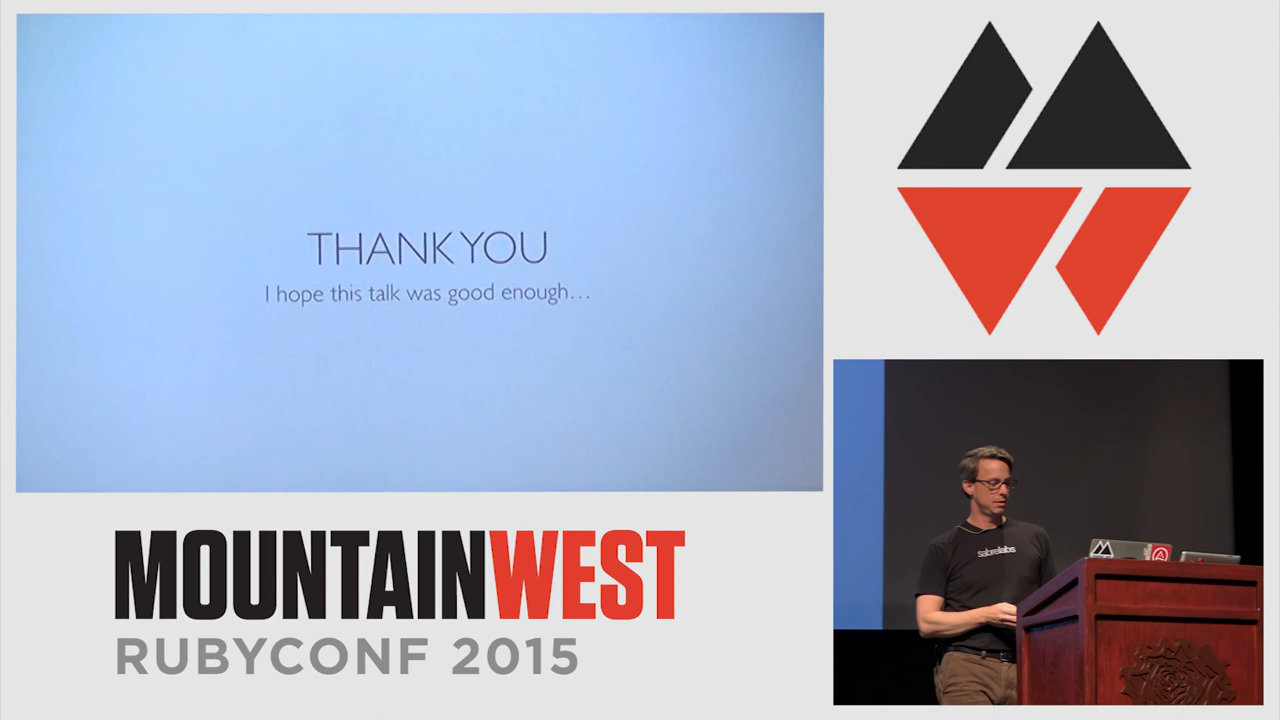 THANK YOU
I hope this talk was good enough...
MOUNTAINWEST
RUBYCONF 2015
sabrelabs